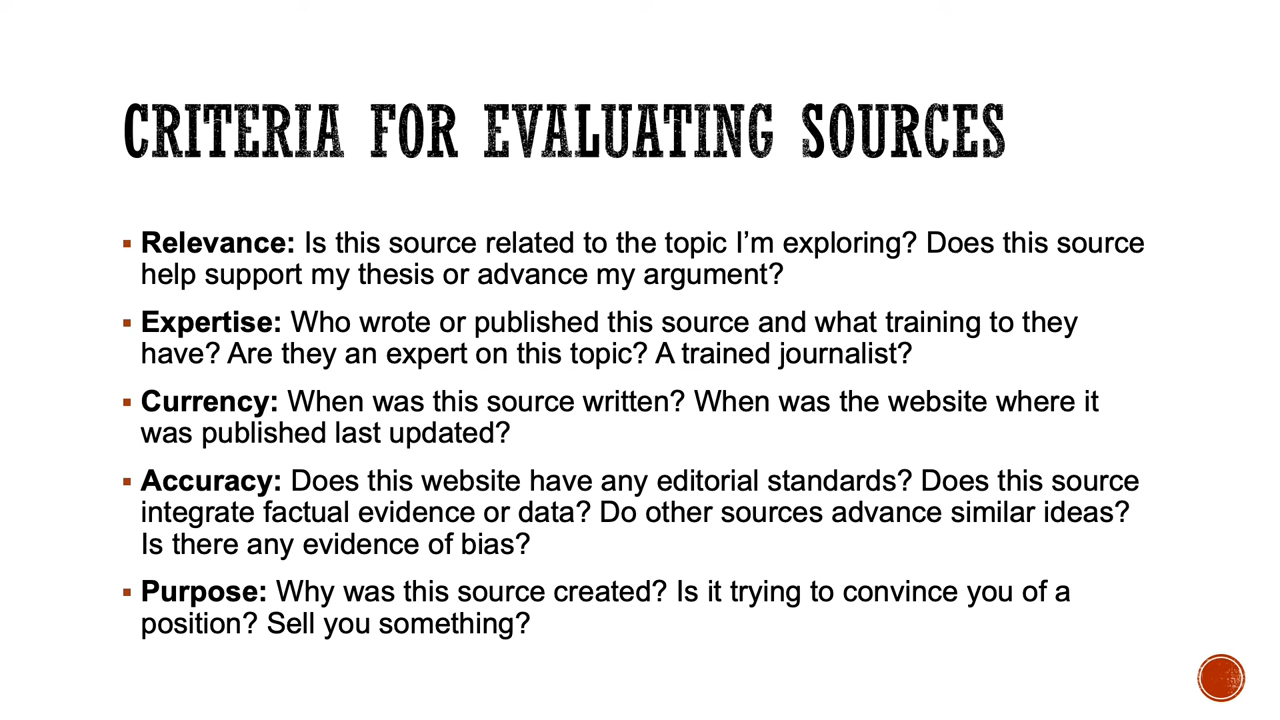 CRITERIA FOR EVALUATING SOURCES
▪ Relevance: Is this source related to the topic I’m exploring? Does this source
help support my thesis or advance my argument?
▪ Expertise: Who wrote or published this source and what training to they
have? Are they an expert on this topic? A trained journalist?
▪ Currency: When was this source written? When was the website where it
was published last updated?
▪ Accuracy: Does this website have any editorial standards? Does this source
integrate factual evidence or data? Do other sources advance similar ideas?
Is there any evidence of bias?
▪ Purpose: Why was this source created? Is it trying to convince you of a
position? Sell you something?